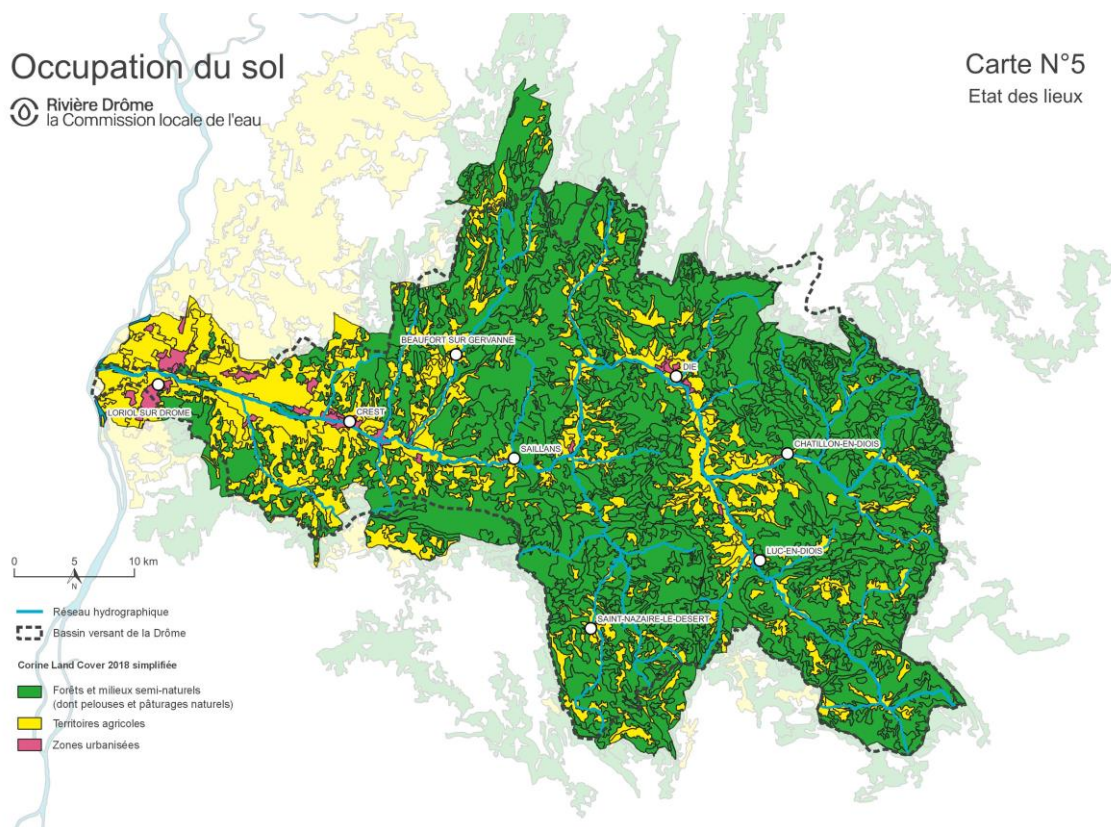 Occupation du sol
Rivière Drôme
la Commission locale de l'eau
Carte N°5
Etat des lieux
BEAUFORT SUR GERVANNE
DIE
LORIOL SUR DROME
CREST
SAILLANS
CHATILLON-EN-DIOIS
LUC-EN-DIOIS
SAINT-NAZAIRE-LE-DESERT
0 5 10 km
N
Réseau hydrographique
Bassin versant de la Drôme
Corine Land Cover 2018 simplifiée
Forêts et milieux semi-naturels
(dont pelouses et pâturages naturels)
Territoires agricoles
Zones urbanisées